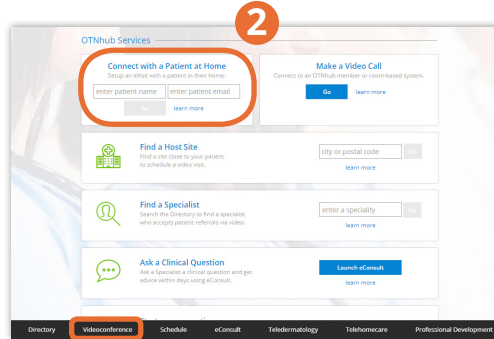 2
OTNhub Services
Connect with a Patient at Home
Setup an eVisit with a patient in their home.
enter patient name enter patient email
Go learn more
Make a Video Call
Connect to an OTNhub member or room-based system.
Go learn more
Find a Host Site
Find a site close to your patient
to schedule a video visit.
city or postal code Go
learn more
Find a Specialist
Search the Directory to find a specialist
who accepts patient referrals via video.
enter a speciality Go
learn more
Ask a Clinical Question
Ask a Specialist a clinical question and get
advice within days using eConsult.
Launch eConsult
learn more
Directory Videoconference Schedule eConsult Teledermatology Telehomecare Professional Development